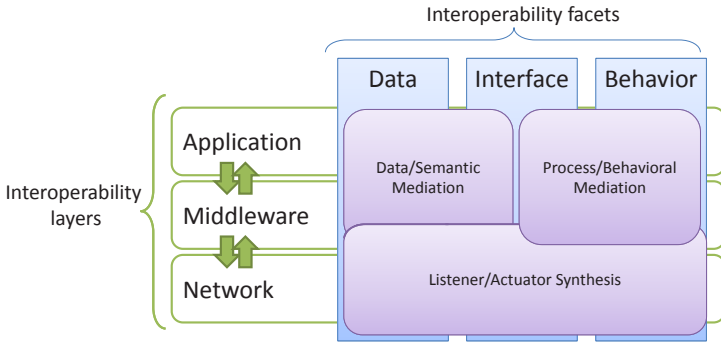 Interoperability facets
Data
Interface
Behavior
Application
Data/Semantic
Mediation
Process/Behavioral
Mediation
Interoperability
layers
Middleware
Network
Listener/Actuator Synthesis